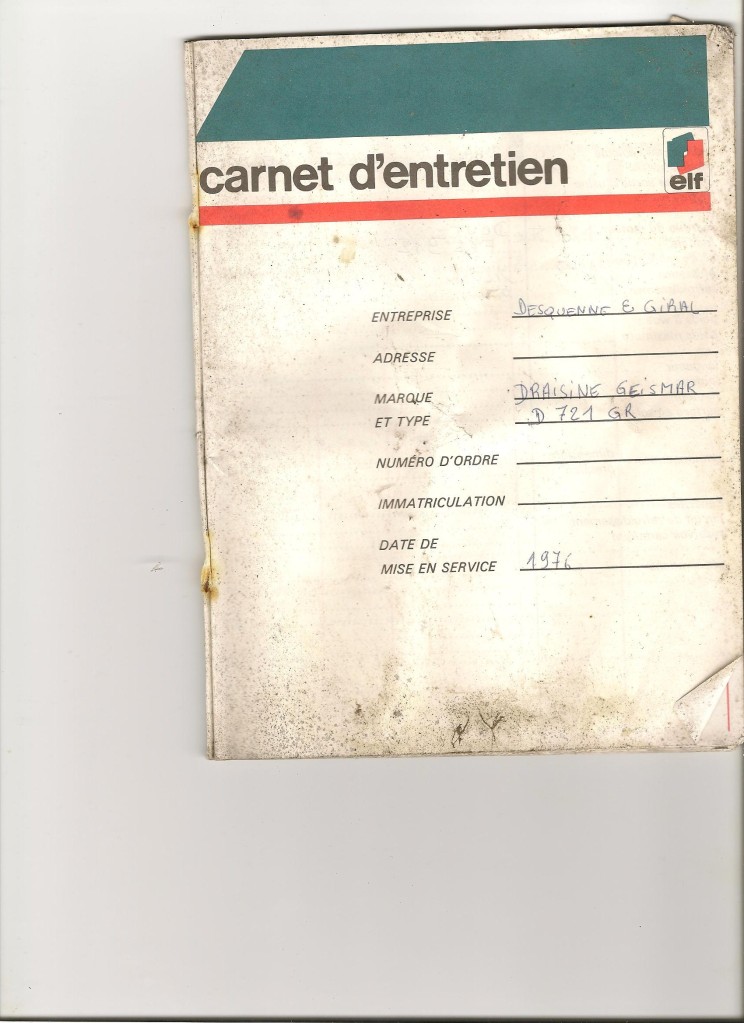 carnet d'entretien
elf
ENTREPRISE DESQUENNE & GIRAL
ADRESSE
MARQUE DRAISINE GEISMAR
ET TYPE D 721 GR
NUMÉRO D'ORDRE
IMMATRICULATION
DATE DE
MISE EN SERVICE 1976